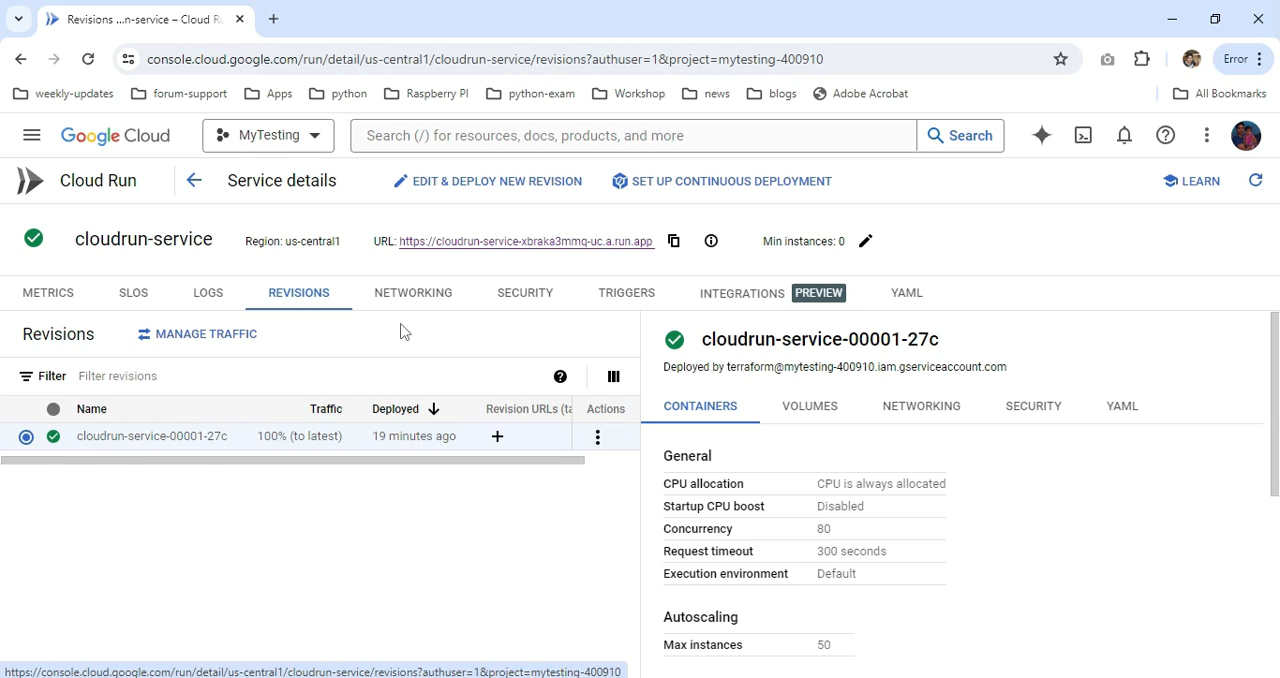 Revisions ...n-service – Cloud Ru
console.cloud.google.com/run/detail/us-central1/cloudrun-service/revisions?authuser=1&project=mytesting-400910
Error
weekly-updates forum-support Apps python Raspberry PI python-exam Workshop news blogs Adobe Acrobat All Bookmarks
Google Cloud MyTesting Search (/) for resources, docs, products, and more Search
Cloud Run Service details EDIT & DEPLOY NEW REVISION SET UP CONTINUOUS DEPLOYMENT LEARN
cloudrun-service Region: us-central1 URL: https://cloudrun-service-xbraka3mmq-uc.a.run.app Min instances: 0
METRICS SLOS LOGS REVISIONS NETWORKING SECURITY TRIGGERS INTEGRATIONS PREVIEW YAML
Revisions MANAGE TRAFFIC
Filter Filter revisions
Name Traffic Deployed Revision URLs (ta Actions
cloudrun-service-00001-27c 100% (to latest) 19 minutes ago
cloudrun-service-00001-27c
Deployed by terraform@mytesting-400910.iam.gserviceaccount.com
CONTAINERS VOLUMES NETWORKING SECURITY YAML
General
CPU allocation CPU is always allocated
Startup CPU boost Disabled
Concurrency 80
Request timeout 300 seconds
Execution environment Default
Autoscaling
Max instances 50
https://console.cloud.google.com/run/detail/us-central1/cloudrun-service/revisions?authuser=1&project=mytesting-400910